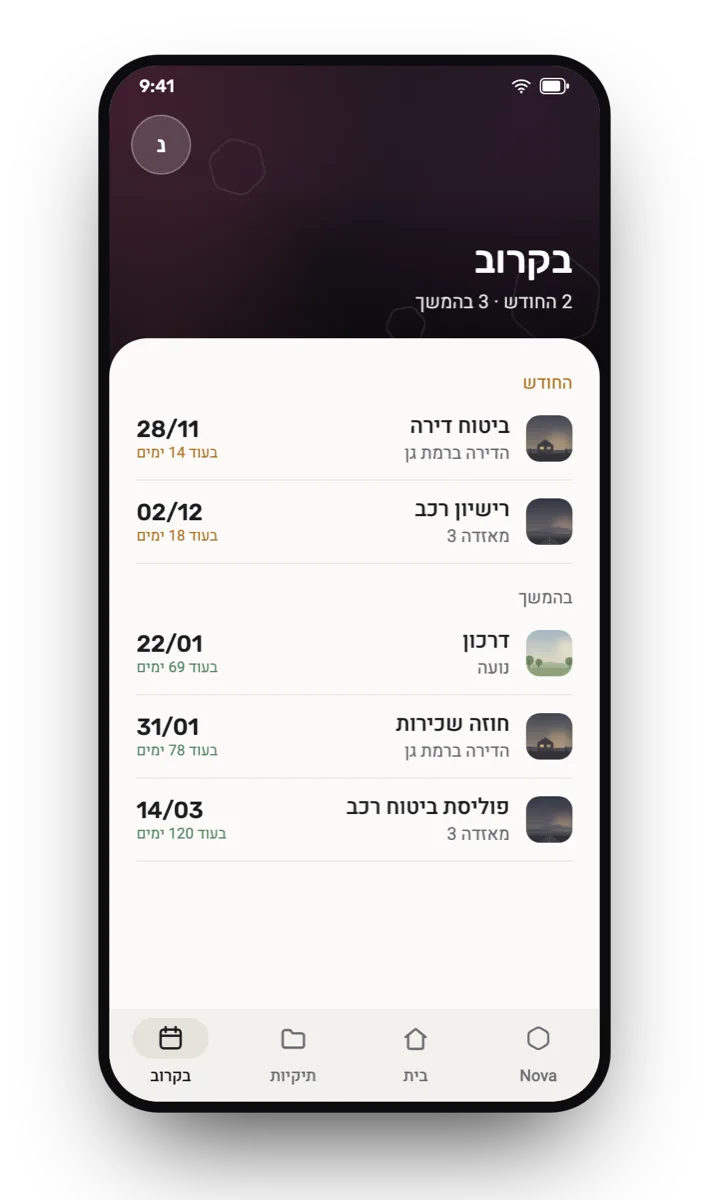 9:41
נ
בקרוב
2 החודש · 3 בהמשך
החודש
ביטוח דירה
הדירה ברמת גן
28/11
בעוד 14 ימים
רישיון רכב
מאזדה 3
02/12
בעוד 18 ימים
בהמשך
דרכון
נועה
22/01
בעוד 69 ימים
חוזה שכירות
הדירה ברמת גן
31/01
בעוד 78 ימים
פוליסת ביטוח רכב
מאזדה 3
14/03
בעוד 120 ימים
Nova
בית
תיקיות
בקרוב